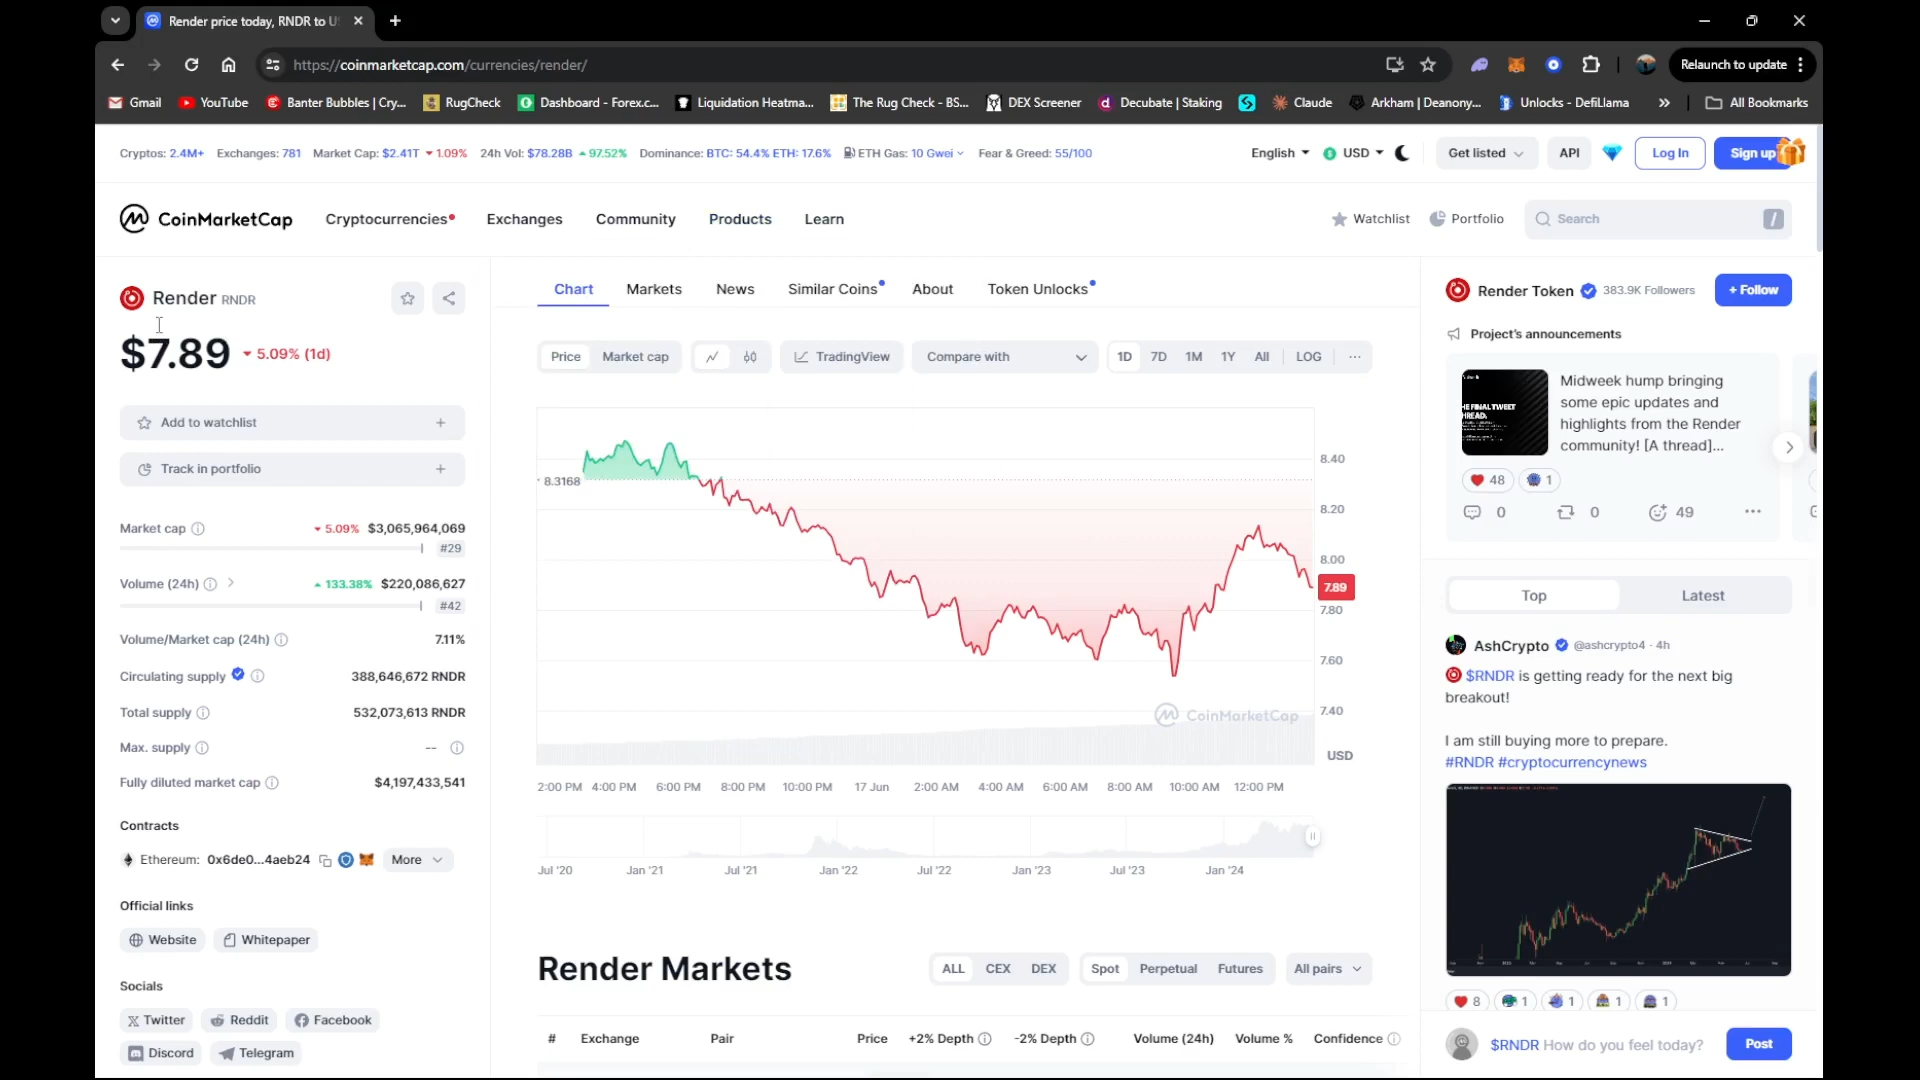 Render price today, RNDR to U
https://coinmarketcap.com/currencies/render/
Relaunch to update
Gmail
YouTube
Banter Bubbles | Cry...
RugCheck
Dashboard - Forex.c...
Liquidation Heatma...
The Rug Check - BS...
DEX Screener
Decubate | Staking
Claude
Arkham | Deanony...
Unlocks - DefiLlama
»
All Bookmarks
Cryptos: 2.4M+ Exchanges: 781 Market Cap: $2.41T 1.09% 24h Vol: $78.28B 97.52% Dominance: BTC: 54.4% ETH: 17.6% ETH Gas: 10 Gwei Fear & Greed: 55/100
English
USD
Get listed
API
Log In
Sign up
CoinMarketCap
Cryptocurrencies
Exchanges
Community
Products
Learn
Watchlist
Portfolio
Search
/
Render RNDR
$7.89 5.09% (1d)
Add to watchlist +
Track in portfolio +
Market cap 5.09% $3,065,964,069
#29
Volume (24h) 133.38% $220,086,627
#42
Volume/Market cap (24h) 7.11%
Circulating supply 388,646,672 RNDR
Total supply 532,073,613 RNDR
Max. supply --
Fully diluted market cap $4,197,433,541
Contracts
Ethereum: 0x6de0...4aeb24
More
Official links
Website
Whitepaper
Socials
Twitter
Reddit
Facebook
Discord
Telegram
Chart
Markets
News
Similar Coins
About
Token Unlocks
Price
Market cap
TradingView
Compare with
1D 7D 1M 1Y All LOG ...
8.3168
8.40
8.20
8.00
7.89
7.80
7.60
7.40
CoinMarketCap
USD
2:00 PM 4:00 PM 6:00 PM 8:00 PM 10:00 PM 17 Jun 2:00 AM 4:00 AM 6:00 AM 8:00 AM 10:00 AM 12:00 PM
Jul '20 Jan '21 Jul '21 Jan '22 Jul '22 Jan '23 Jul '23 Jan '24
Render Markets
ALL CEX DEX
Spot Perpetual Futures
All pairs
# Exchange Pair Price +2% Depth -2% Depth Volume (24h) Volume % Confidence
Render Token
383.9K Followers
+ Follow
Project's announcements
HE FINAL TWEET
HREAD.
Midweek hump bringing
some epic updates and
highlights from the Render
community! [A thread]...
48
1
0
0
49
...
Top
Latest
AshCrypto @ashcrypto4 · 4h
$RNDR is getting ready for the next big
breakout!
I am still buying more to prepare.
#RNDR #cryptocurrencynews
8
1
1
1
1
$RNDR How do you feel today?
Post